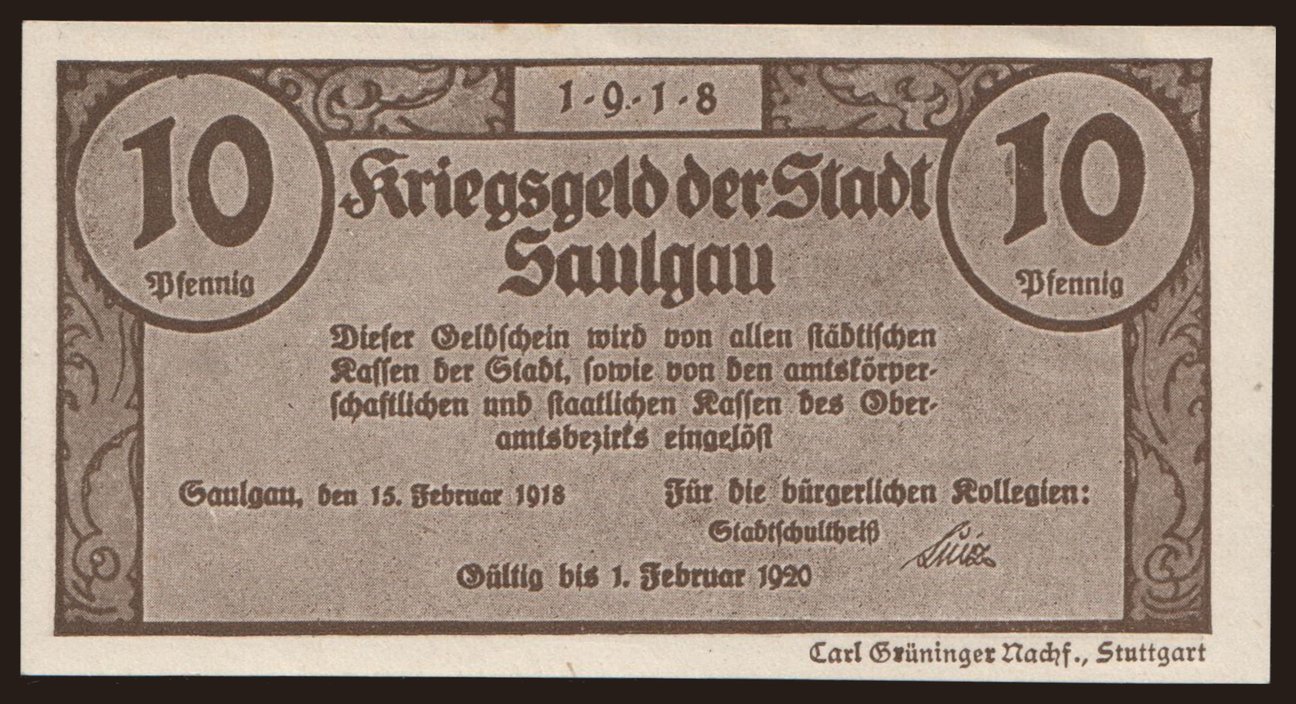 1-9-1-8
10
Pfennig
10
Pfennig
Kriegsgeld der Stadt
Saulgau
Dieser Geldschein wird von allen städtischen
Kassen der Stadt, sowie von den amtskörper-
schaftlichen und staatlichen Kassen des Ober-
amtsbezirks eingelöst
Saulgau, den 15. Februar 1918
Für die bürgerlichen Kollegien:
Stadtschultheiß
Gültig bis 1. Februar 1920
Carl Grüninger Nachf., Stuttgart